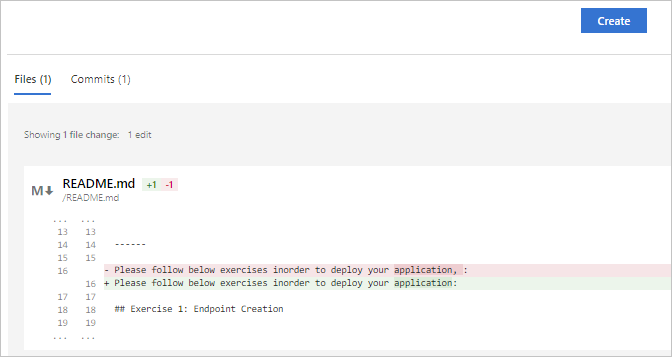 Create
Files (1) Commits (1)
Showing 1 file change: 1 edit
M README.md +1 -1
/README.md
... ...
13 13
14 14 ------
15 15
16 - Please follow below exercises inorder to deploy your application, :
16 + Please follow below exercises inorder to deploy your application:
17 17
18 18 ## Exercise 1: Endpoint Creation
19 19
... ...